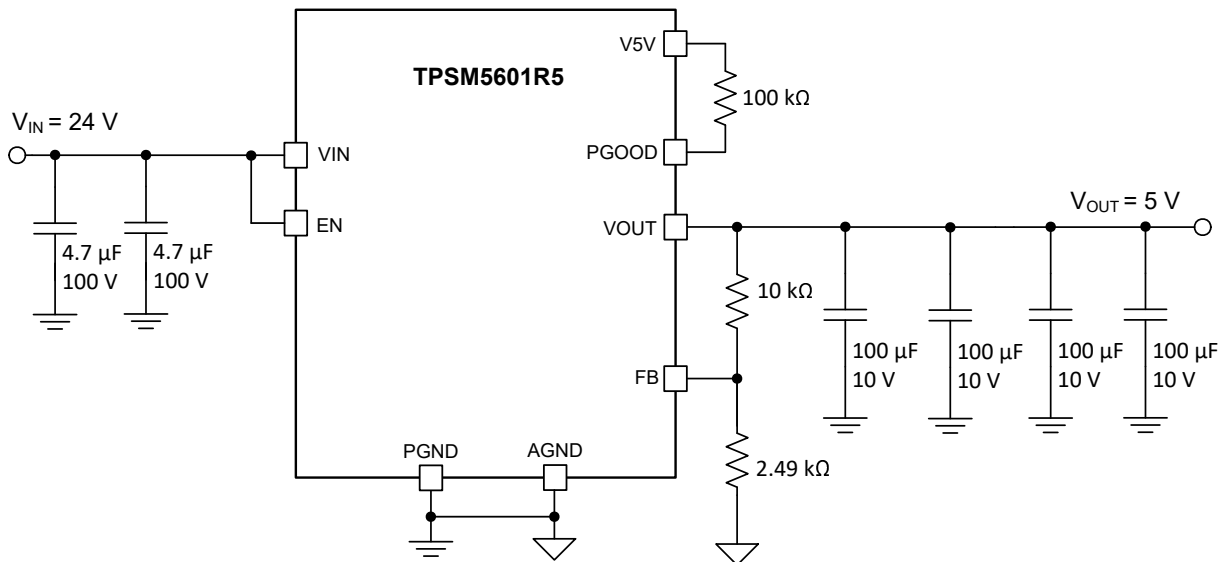 V5V
TPSM5601R5
100 kΩ
VIN = 24 V
VIN
PGOOD
EN
VOUT
VOUT = 5 V
4.7 µF
100 V
4.7 µF
100 V
10 kΩ
100 µF
10 V
100 µF
10 V
100 µF
10 V
100 µF
10 V
FB
PGND
AGND
2.49 kΩ